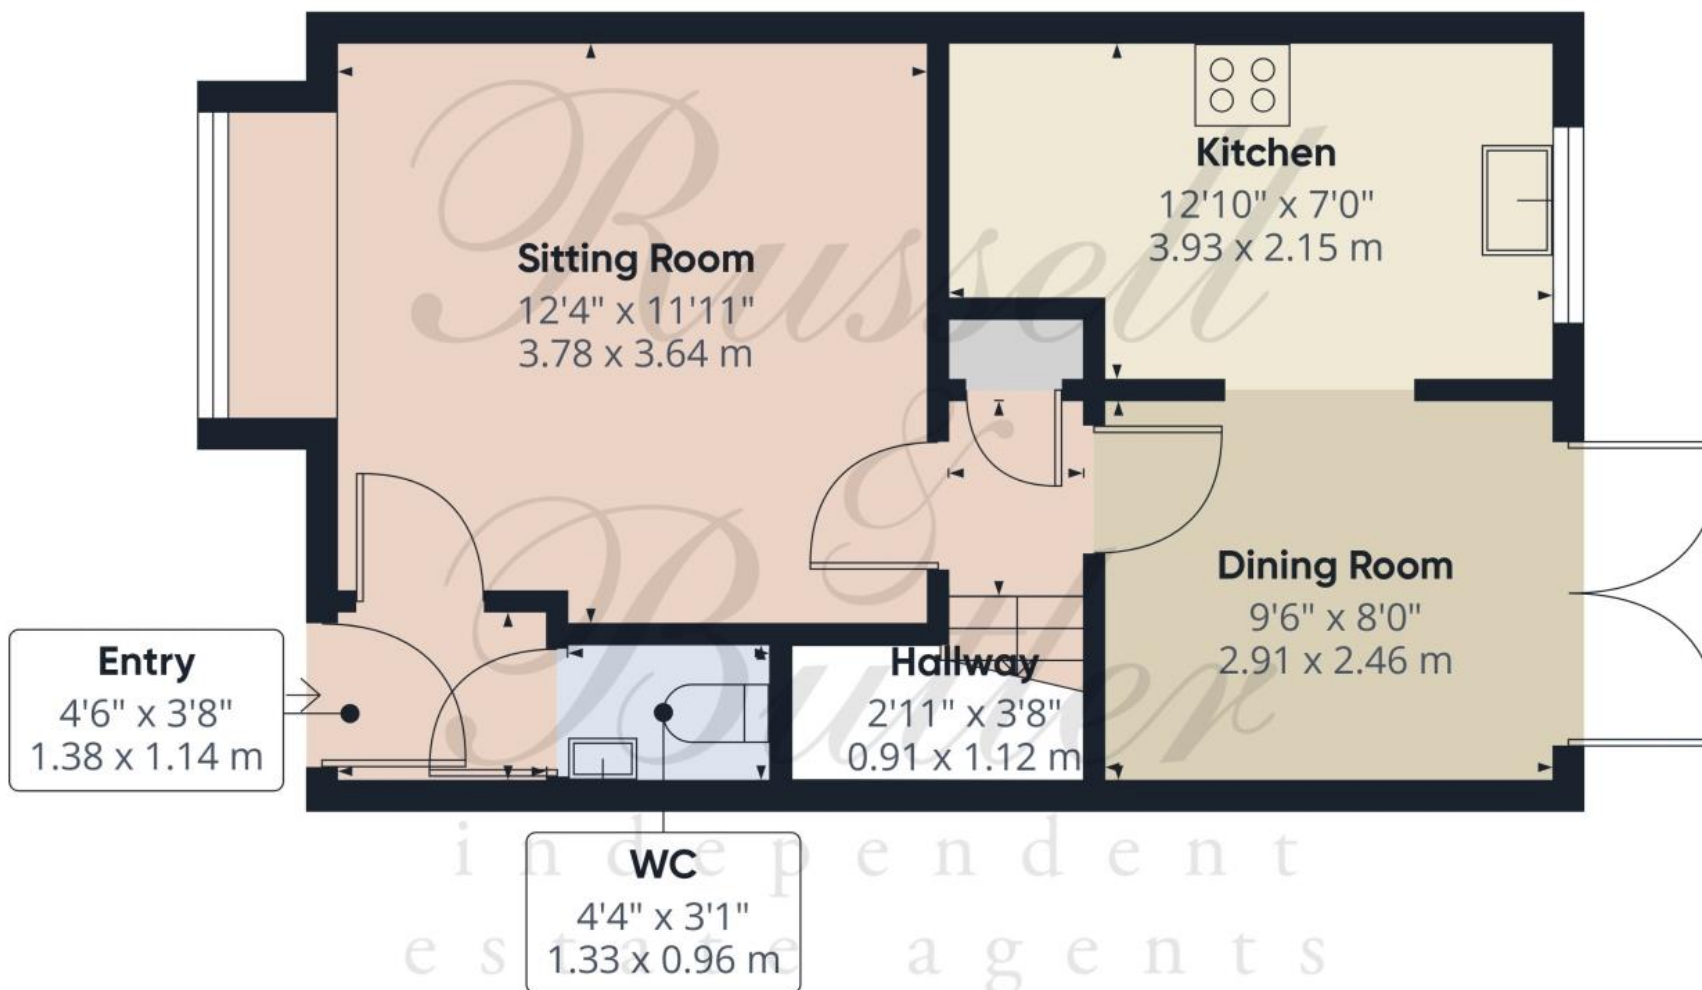 Kitchen
12'10" x 7'0"
3.93 x 2.15 m
Sitting Room
12'4" x 11'11"
3.78 x 3.64 m
Dining Room
9'6" x 8'0"
2.91 x 2.46 m
Entry
4'6" x 3'8"
1.38 x 1.14 m
Hallway
2'11" x 3'8"
0.91 x 1.12 m
WC
4'4" x 3'1"
1.33 x 0.96 m
Russell
&
Butler
independent
estate agents